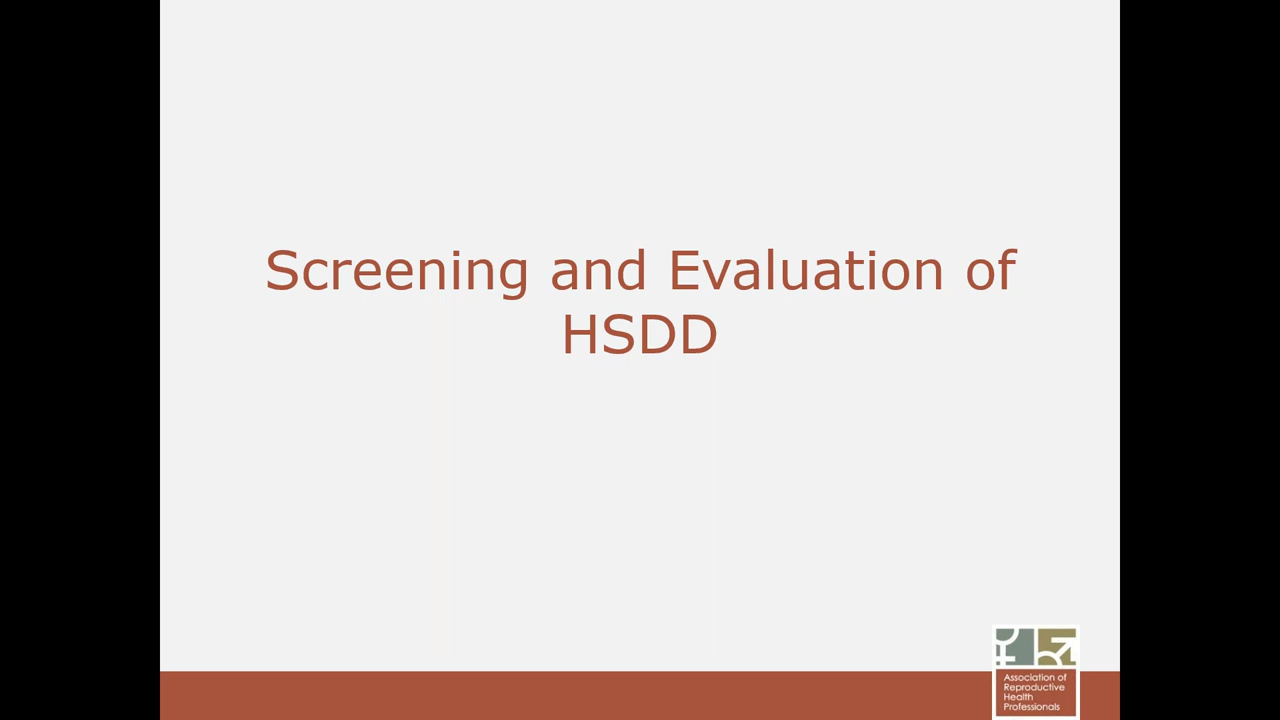 Screening and Evaluation of
HSDD
Association of
Reproductive
Health
Professionals